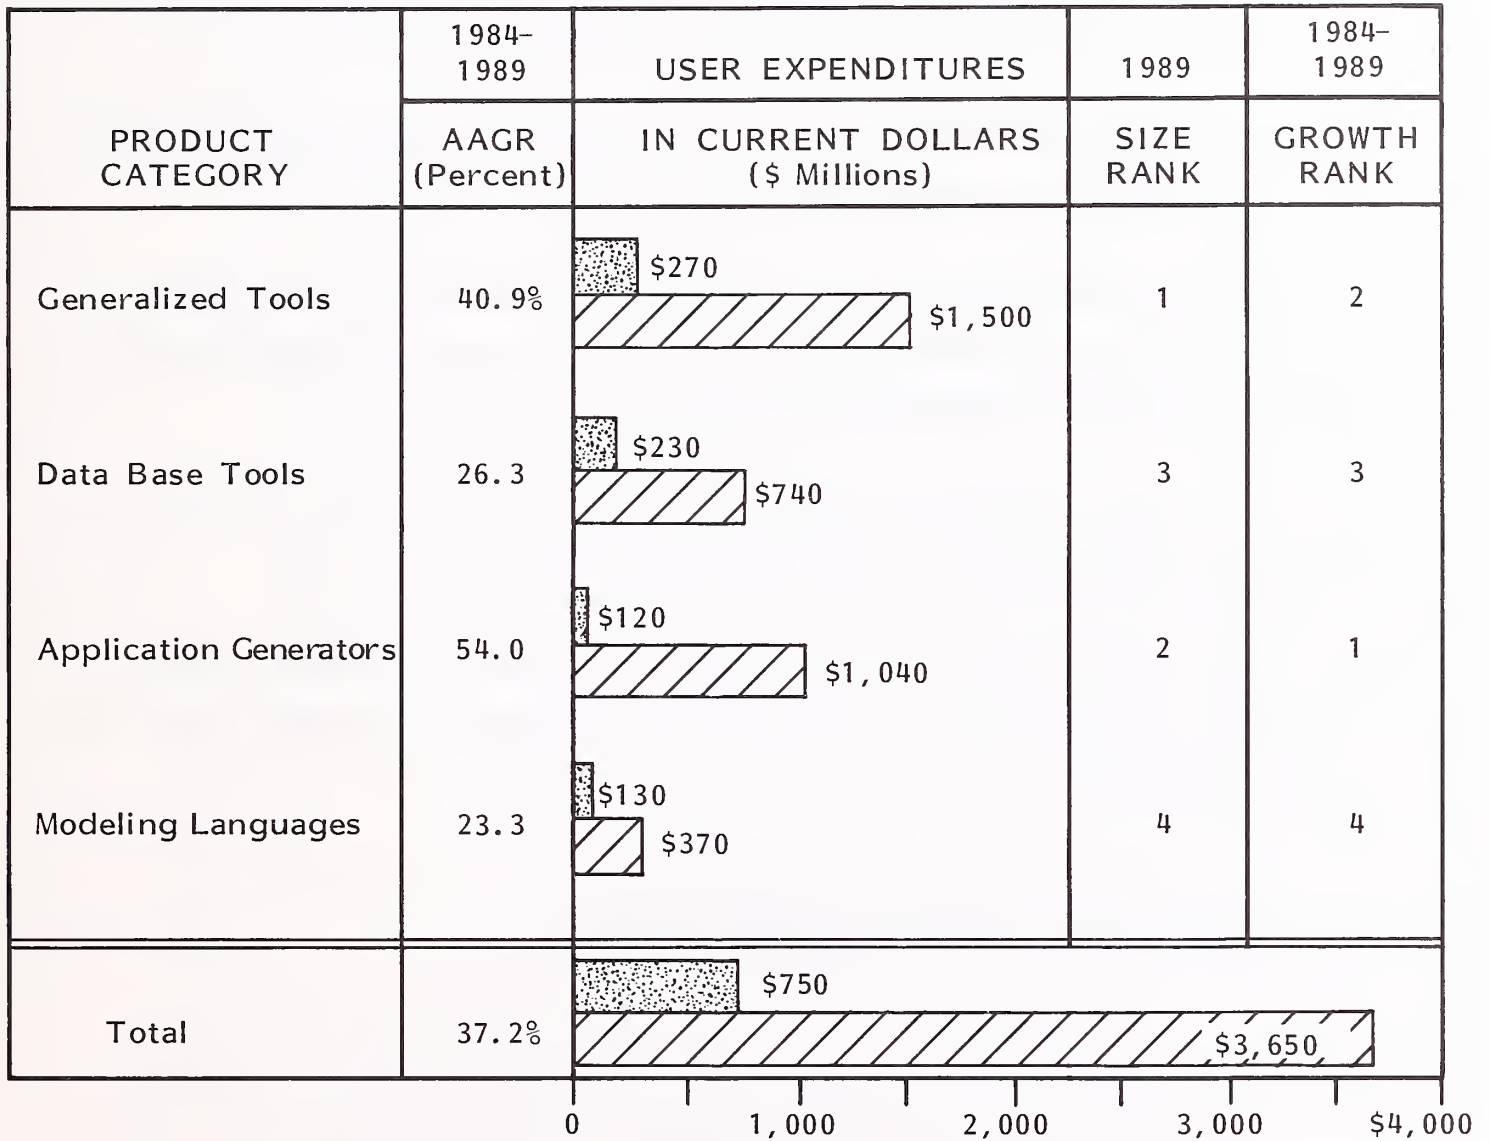 1984-
1989
USER EXPENDITURES
1989
1984-
1989
PRODUCT
CATEGORY
AAGR
(Percent)
IN CURRENT DOLLARS
($ Millions)
SIZE
RANK
GROWTH
RANK
Generalized Tools
40.9%
$270
$1,500
1
2
Data Base Tools
26.3
$230
$740
3
3
Application Generators
54.0
$120
$1,040
2
1
Modeling Languages
23.3
$130
$370
4
4
Total
37.2%
$750
$3,650
0 1,000 2,000 3,000 $4,000